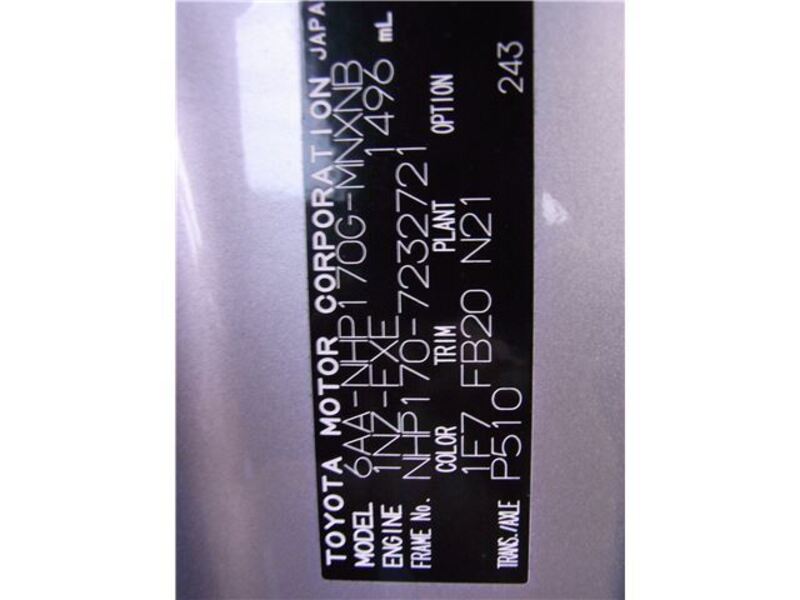 TOYOTA MOTOR CORPORATION JAPA
MODEL 6AA-NHP170G-MNXNB
ENGINE 1NZ-FXE 1496 mL
FRAME No. NHP170-7232721
COLOR TRIM PLANT OPTION
1F7 FB20 N21
TRANS./AXLE P510 243